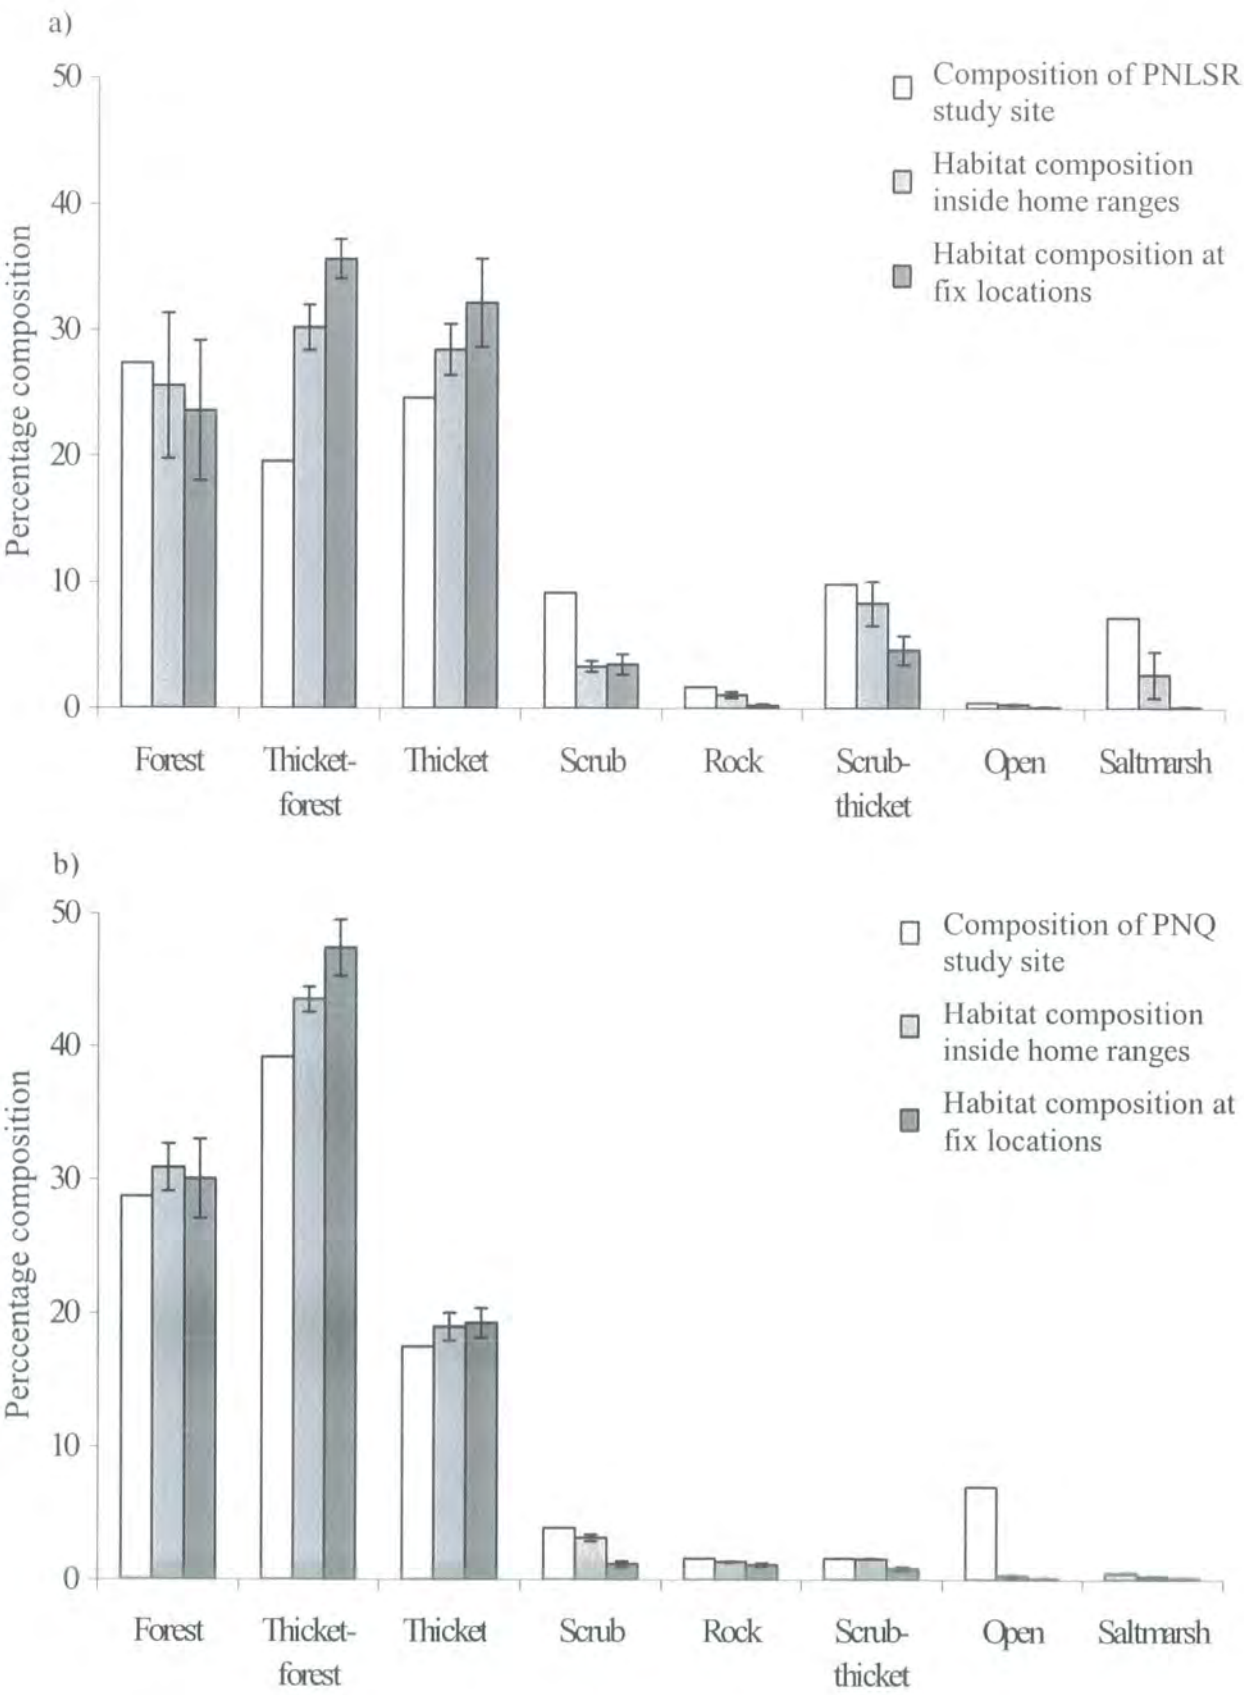 a)
50
40
30
20
10
0
Percentage composition
Composition of PNLSR
study site
Habitat composition
inside home ranges
Habitat composition at
fix locations
Forest
Thicket-
forest
Thicket
Scrub
Rock
Scrub-
thicket
Open
Saltmarsh
b)
50
40
30
20
10
0
Perccentage composition
Composition of PNQ
study site
Habitat composition
inside home ranges
Habitat composition at
fix locations
Forest
Thicket-
forest
Thicket
Scrub
Rock
Scrub-
thicket
Open
Saltmarsh